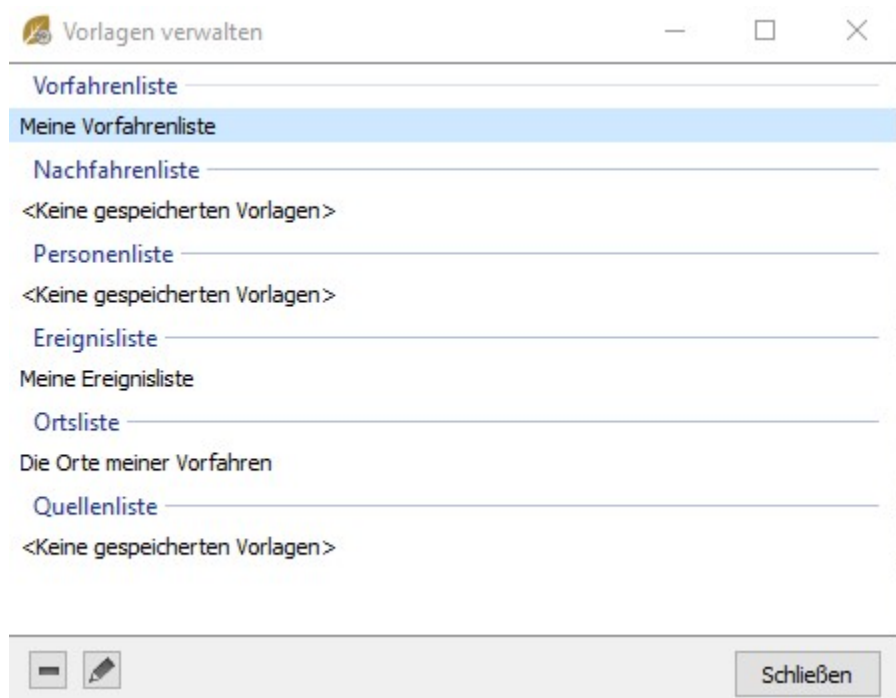 Vorlagen verwalten
Vorfahrenliste
Meine Vorfahrenliste
Nachfahrenliste
<Keine gespeicherten Vorlagen>
Personenliste
<Keine gespeicherten Vorlagen>
Ereignisliste
Meine Ereignisliste
Ortsliste
Die Orte meiner Vorfahren
Quellenliste
<Keine gespeicherten Vorlagen>
Schließen